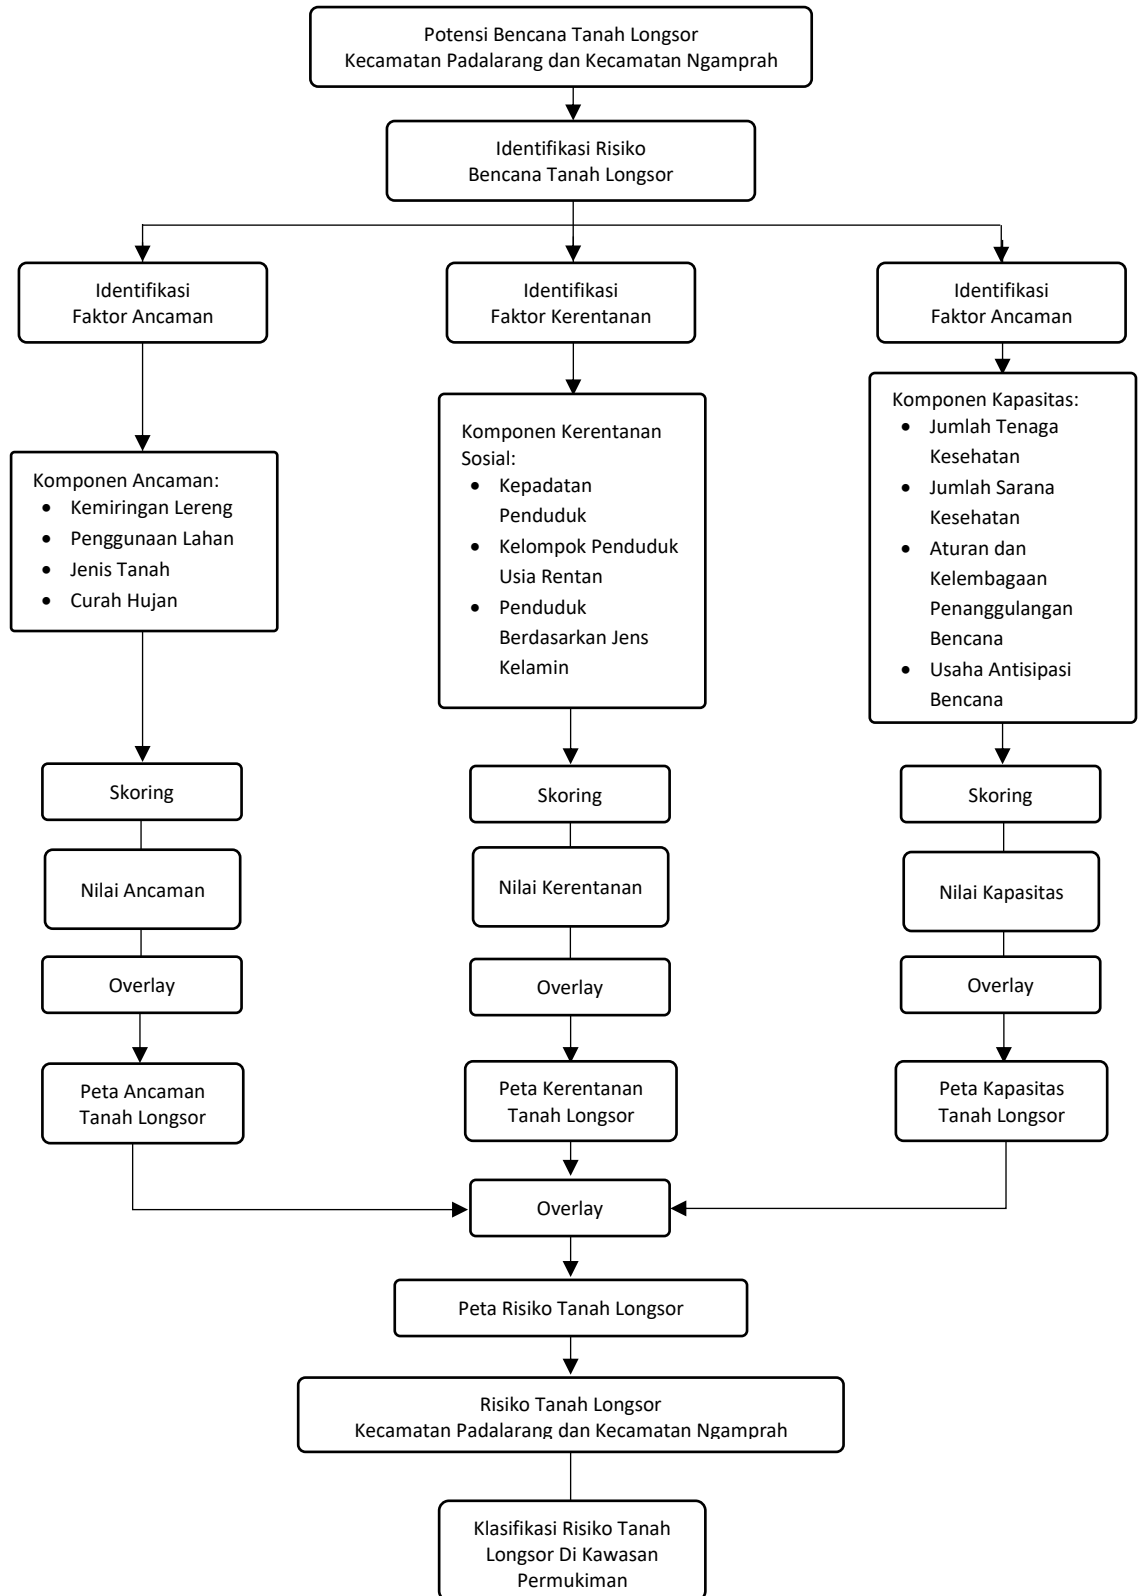 Potensi Bencana Tanah Longsor
Kecamatan Padalarang dan Kecamatan Ngamprah
Identifikasi Risiko
Bencana Tanah Longsor
Identifikasi
Faktor Ancaman
Identifikasi
Faktor Kerentanan
Identifikasi
Faktor Ancaman
Komponen Ancaman:
• Kemiringan Lereng
• Penggunaan Lahan
• Jenis Tanah
• Curah Hujan
Komponen Kerentanan
Sosial:
• Kepadatan
Penduduk
• Kelompok Penduduk
Usia Rentan
• Penduduk
Berdasarkan Jens
Kelamin
Komponen Kapasitas:
• Jumlah Tenaga
Kesehatan
• Jumlah Sarana
Kesehatan
• Aturan dan
Kelembagaan
Penanggulangan
Bencana
• Usaha Antisipasi
Bencana
Skoring
Skoring
Skoring
Nilai Ancaman
Nilai Kerentanan
Nilai Kapasitas
Overlay
Overlay
Overlay
Peta Ancaman
Tanah Longsor
Peta Kerentanan
Tanah Longsor
Peta Kapasitas
Tanah Longsor
Overlay
Peta Risiko Tanah Longsor
Risiko Tanah Longsor
Kecamatan Padalarang dan Kecamatan Ngamprah
Klasifikasi Risiko Tanah
Longsor Di Kawasan
Permukiman